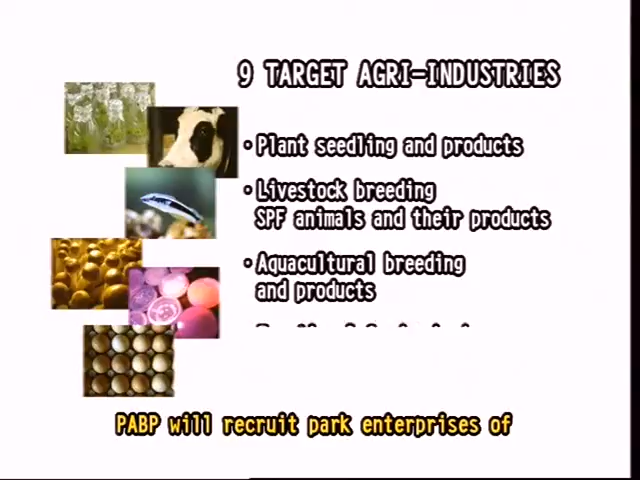 9 TARGET AGRI-INDUSTRIES
・Plant seedling and products
・Livestock breeding
SPF animals and their products
・Aquacultural breeding
and products
PABP will recruit park enterprises of